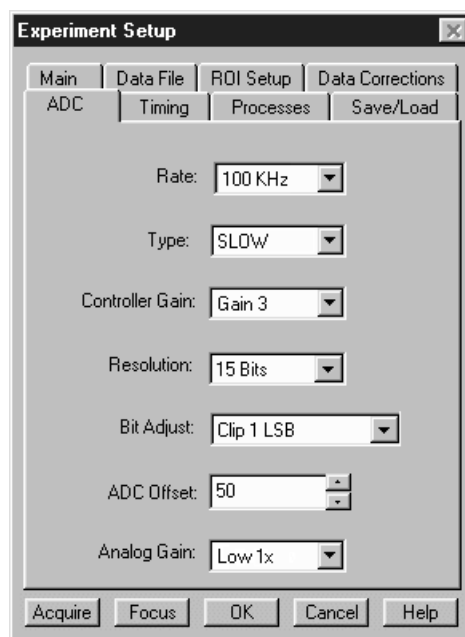 Experiment Setup
Main Data File ROI Setup Data Corrections
ADC Timing Processes Save/Load
Rate: 100 KHz
Type: SLOW
Controller Gain: Gain 3
Resolution: 15 Bits
Bit Adjust: Clip 1 LSB
ADC Offset: 50
Analog Gain: Low 1x
Acquire Focus OK Cancel Help